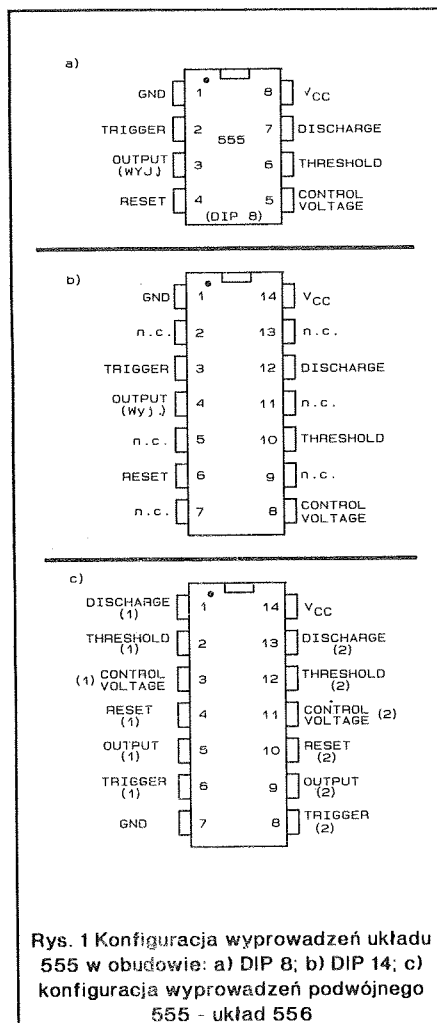 a)
GND 1 8 VCC
TRIGGER 2 7 DISCHARGE
555
OUTPUT (WYJ.) 3 6 THRESHOLD
RESET 4 5 CONTROL VOLTAGE
(DIP 8)
b)
GND 1 14 VCC
n.c. 2 13 n.c.
TRIGGER 3 12 DISCHARGE
OUTPUT (Wyj.) 4 11 n.c.
n.c. 5 10 THRESHOLD
RESET 6 9 n.c.
n.c. 7 8 CONTROL VOLTAGE
c)
DISCHARGE (1) 1 14 VCC
THRESHOLD (1) 2 13 DISCHARGE (2)
(1) CONTROL VOLTAGE 3 12 THRESHOLD (2)
RESET (1) 4 11 CONTROL VOLTAGE (2)
OUTPUT (1) 5 10 RESET (2)
TRIGGER (1) 6 9 OUTPUT (2)
GND 7 8 TRIGGER (2)
Rys. 1 Konfiguracja wyprowadzeń układu
555 w obudowie: a) DIP 8; b) DIP 14; c)
konfiguracja wyprowadzeń podwójnego
555 - układ 556